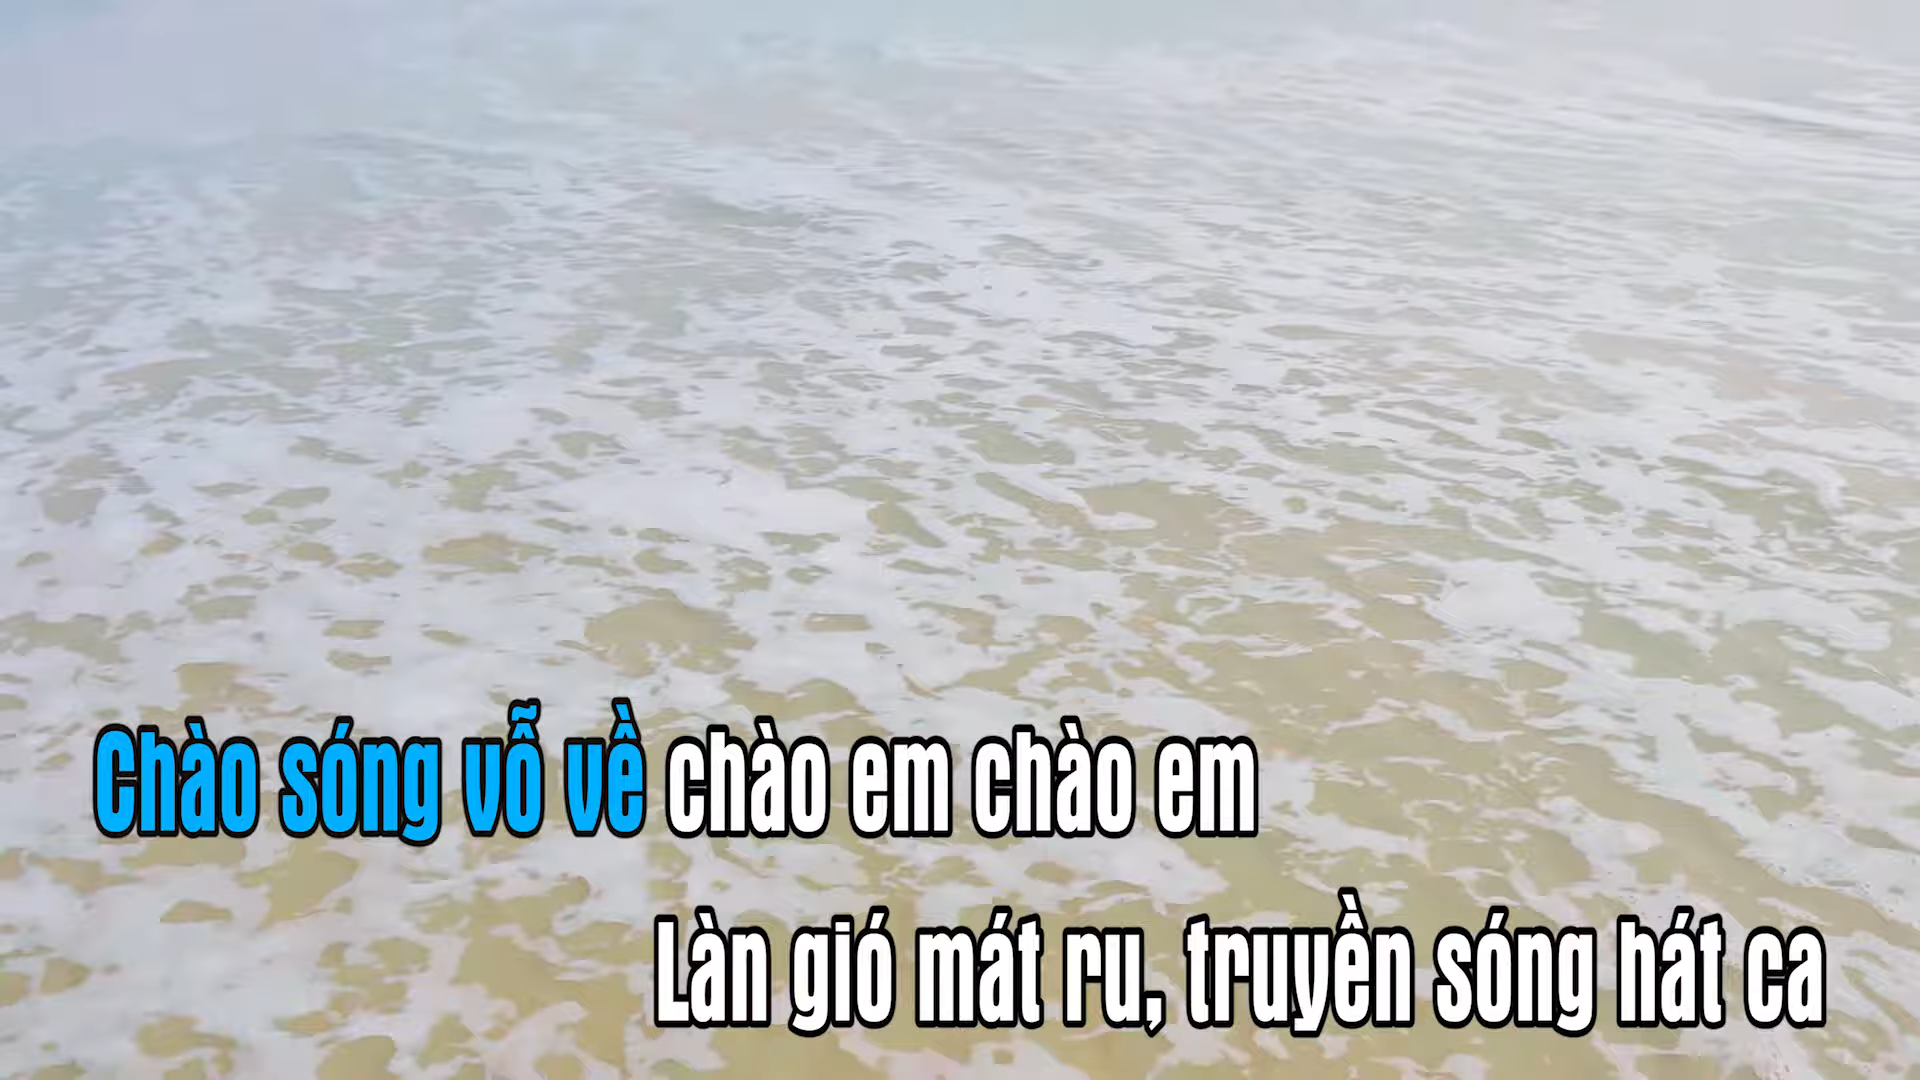 Chào sóng vỗ về chào em chào em
Làn gió mát ru, truyền sóng hát ca